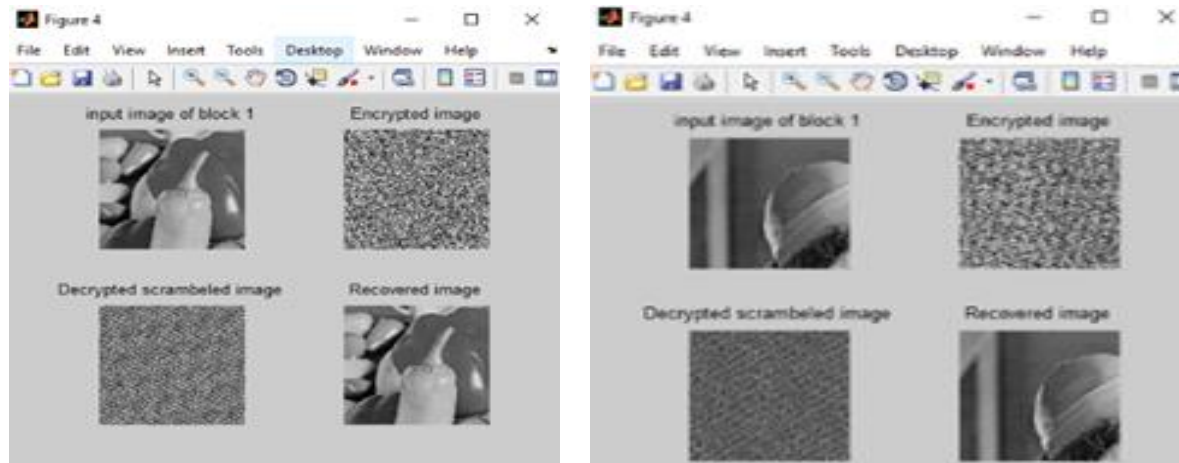 Figure 4
File Edit View Insert Tools Desktop Window Help
input image of block 1
Encrypted image
Decrypted scrambeled image
Recovered image
Figure 4
File Edit View Insert Tools Desktop Window Help
input image of block 1
Encrypted image
Decrypted scrambeled image
Recovered image